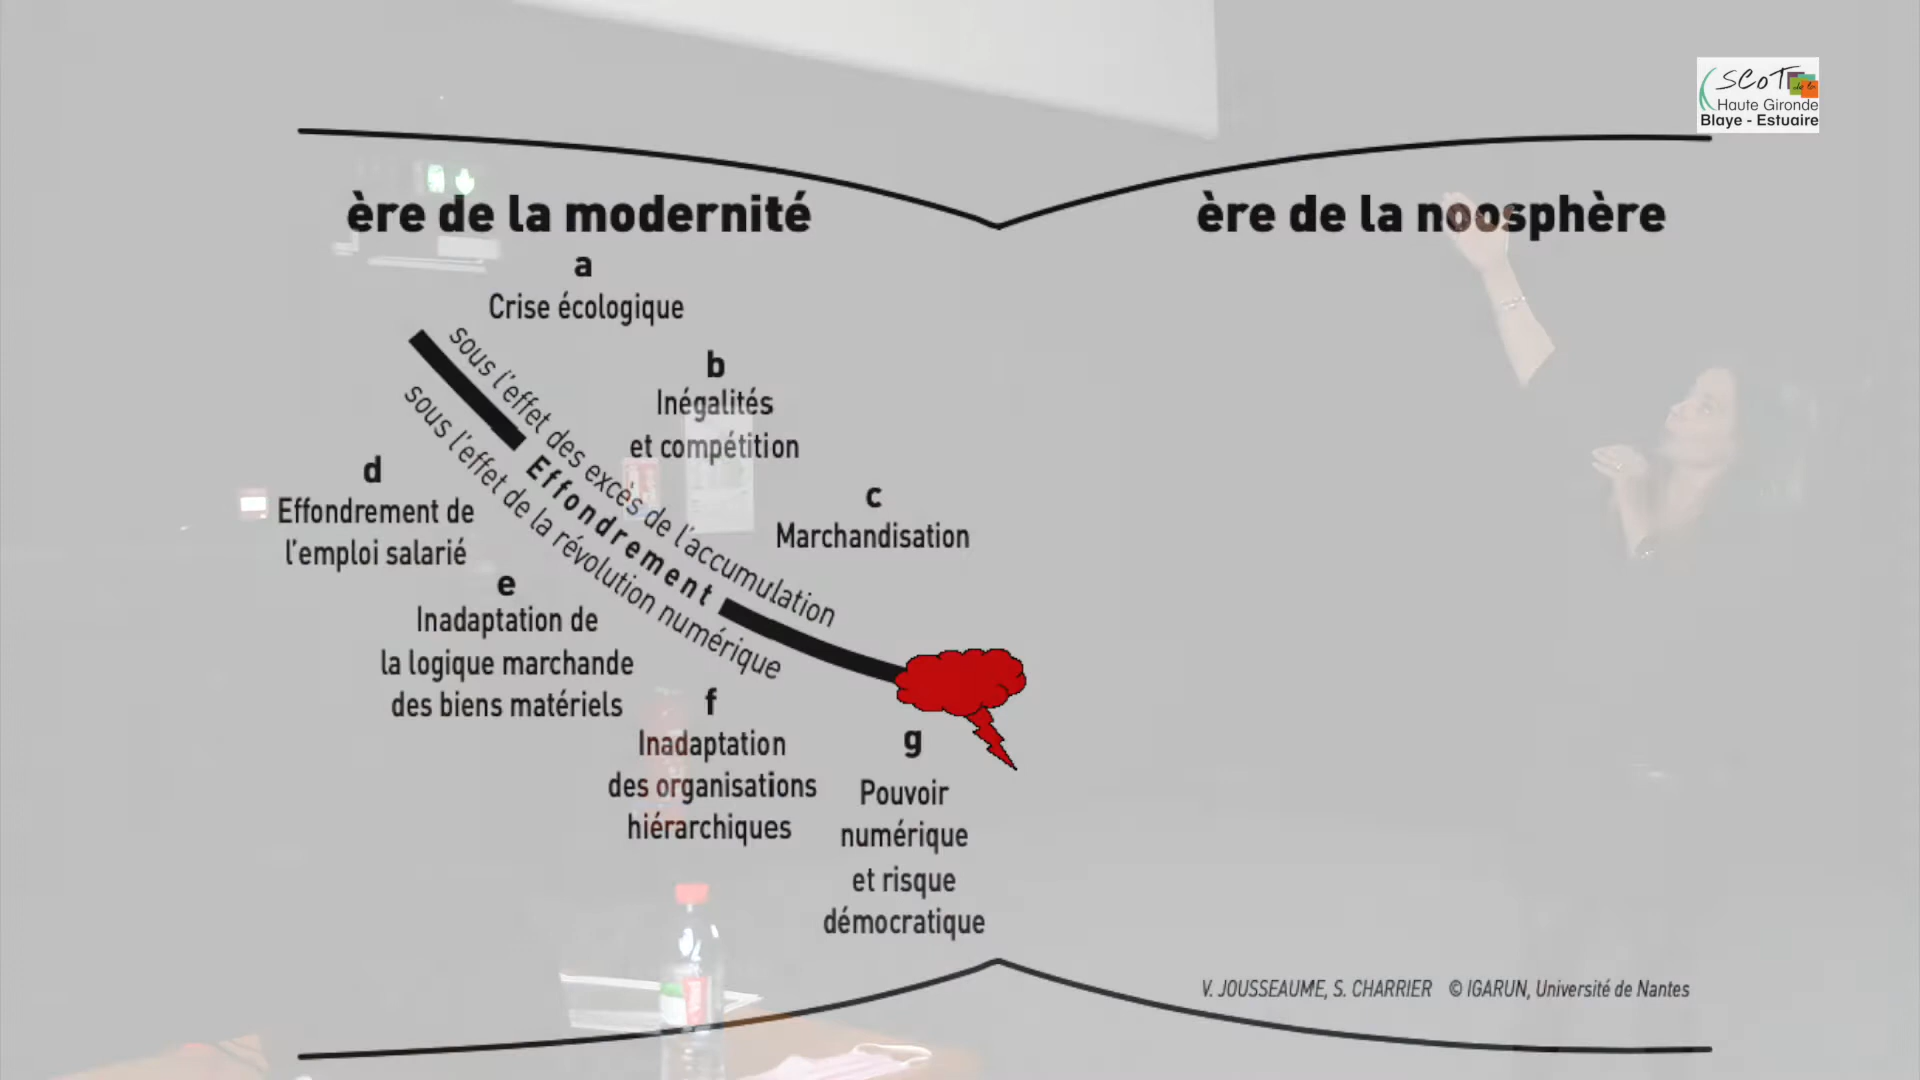 SCoT
de la
Haute Gironde
Blaye - Estuaire
ère de la modernité
ère de la noosphère
a
Crise écologique
b
Inégalités
et compétition
c
Marchandisation
sous l'effet des excès de l'accumulation
Effondrement
sous l'effet de la révolution numérique
d
Effondrement de
l'emploi salarié
e
Inadaptation de
la logique marchande
des biens matériels
f
Inadaptation
des organisations
hiérarchiques
g
Pouvoir
numérique
et risque
démocratique
V. JOUSSEAUME, S. CHARRIER © IGARUN, Université de Nantes